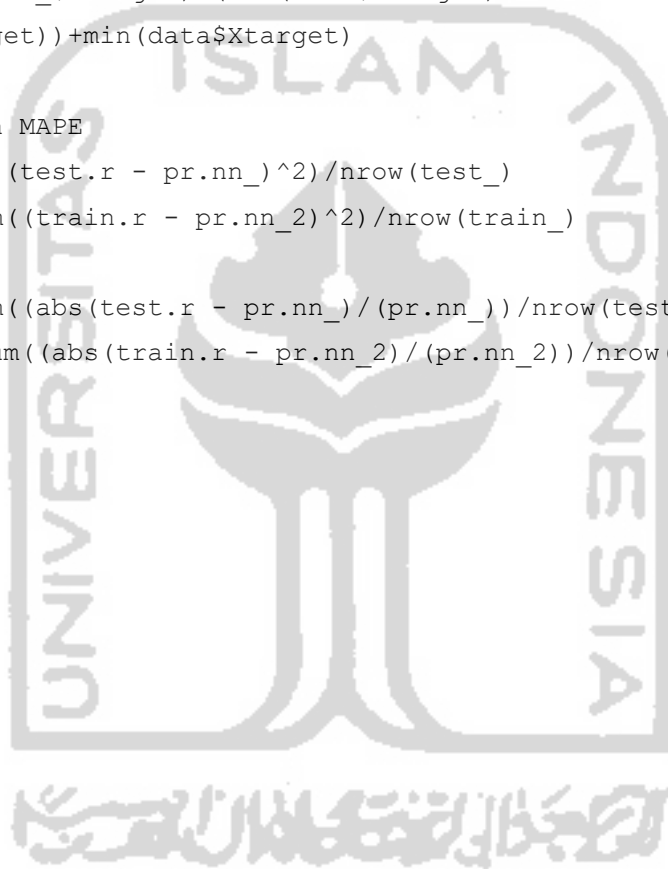 get))+min(data$Xtarget)
MAPE
(test.r - pr.nn_)^2)/nrow(test_)
m((train.r - pr.nn_2)^2)/nrow(train_)
m((abs(test.r - pr.nn_)/(pr.nn_))/nrow(test
um((abs(train.r - pr.nn_2)/(pr.nn_2))/nrow(
UNIVERSITAS
ISLAM
INDONESIA